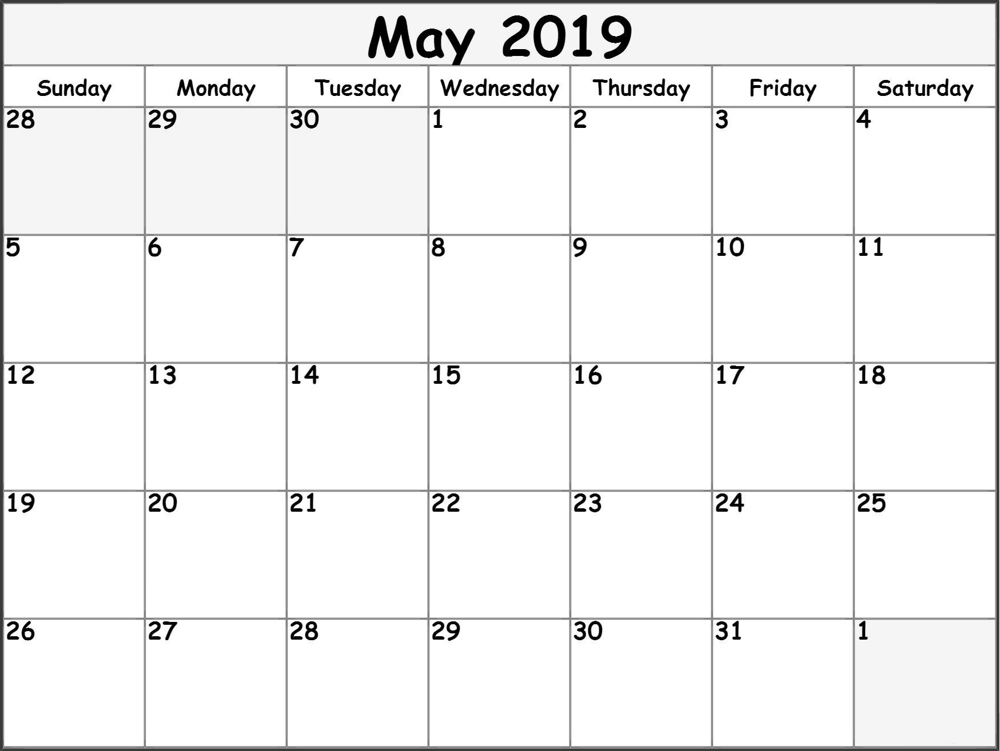 May 2019
Sunday Monday Tuesday Wednesday Thursday Friday Saturday
28 29 30 1 2 3 4
5 6 7 8 9 10 11
12 13 14 15 16 17 18
19 20 21 22 23 24 25
26 27 28 29 30 31 1